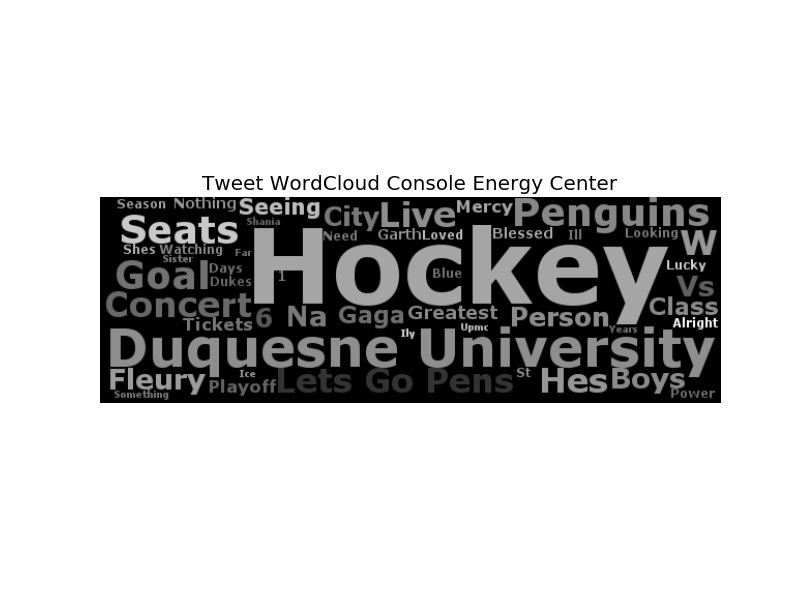 Tweet WordCloud Console Energy Center
Season Nothing Seeing City Live Mercy Penguins
Seats Shania Need Garth Loved Blessed Ill Looking W
Shes Watching Far Hockey Lucky
Sister
Goal Days 1 Blue Vs
Dukes
Concert Tickets 6 Na Gaga Greatest Person Class
Ily Upmc Years Alright
Duquesne University
Fleury Ice Playoff Lets Go Pens St Hes Boys
Something Power